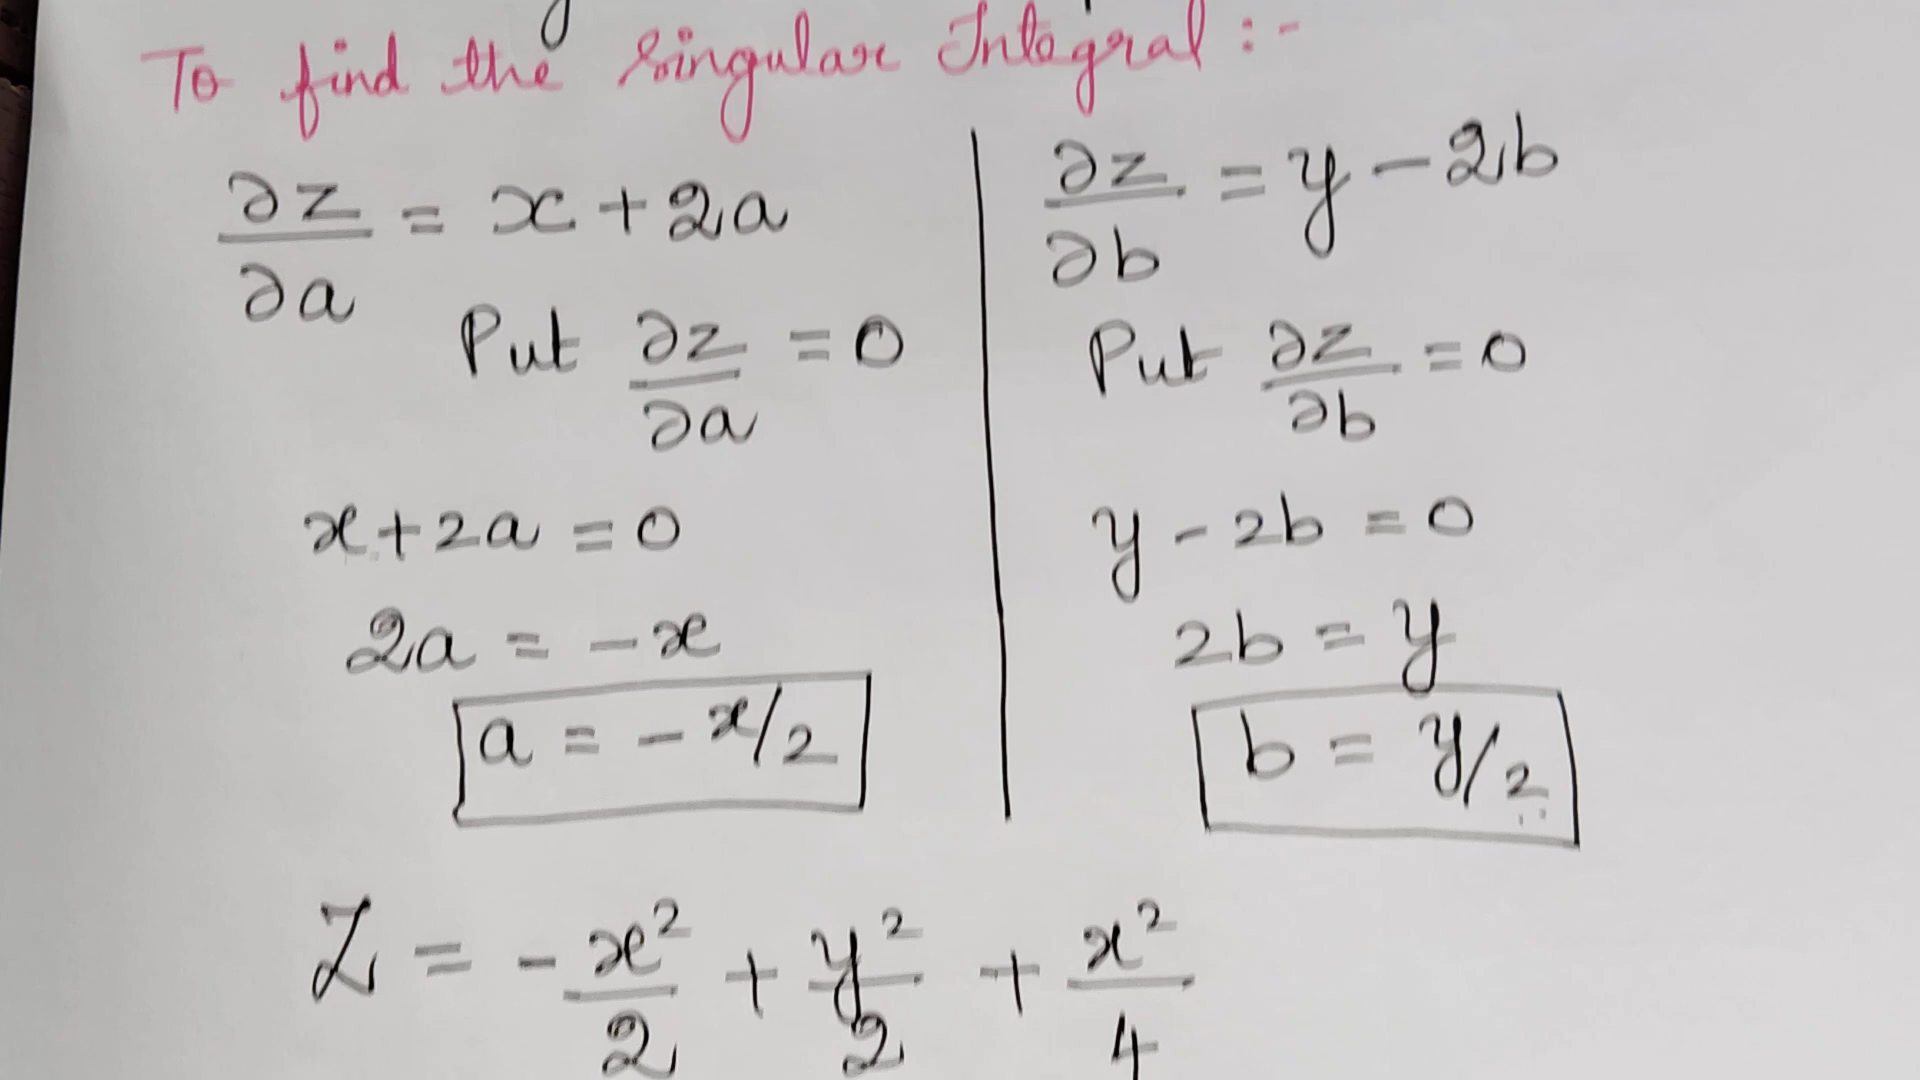 To find the Singular Integral :-
∂z/∂a = x + 2a
Put ∂z/∂a = 0
x + 2a = 0
2a = -x
a = -x/2
∂z/∂b = y - 2b
Put ∂z/∂b = 0
y - 2b = 0
2b = y
b = y/2
Z = -x²/2 + y²/2 + x²/4